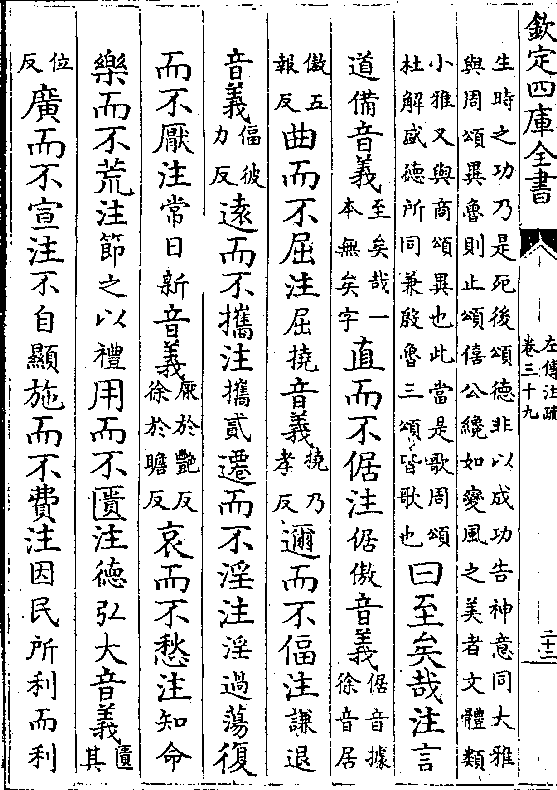 欽定四庫全書
左傳注疏
卷三十九
二十二
生時之功乃是死後頌德非以成功告神意同大雅
與周頌異魯則止頌僖公纔如變風之美者文體類
小雅又與商頌異也此當是歌周頌
杜解盛德所同兼殷魯三頌皆歌也
曰至矣哉注言
道備音義
至矣哉一
本無矣字
直而不倨注倨傲音義
倨音據
徐音居
傲五
報反
曲而不屈注屈撓音義
撓乃
孝反
邇而不偪注謙退
音義
偪彼
力反
遠而不攜注攜貳遷而不淫注淫過蕩復
而不厭注常日新音義
厭於豔反
徐於贍反
哀而不愁注知命
樂而不荒注節之以禮用而不匱注德弘大音義
匱
其
位
反
廣而不宣注不自顯施而不費注因民所利而利